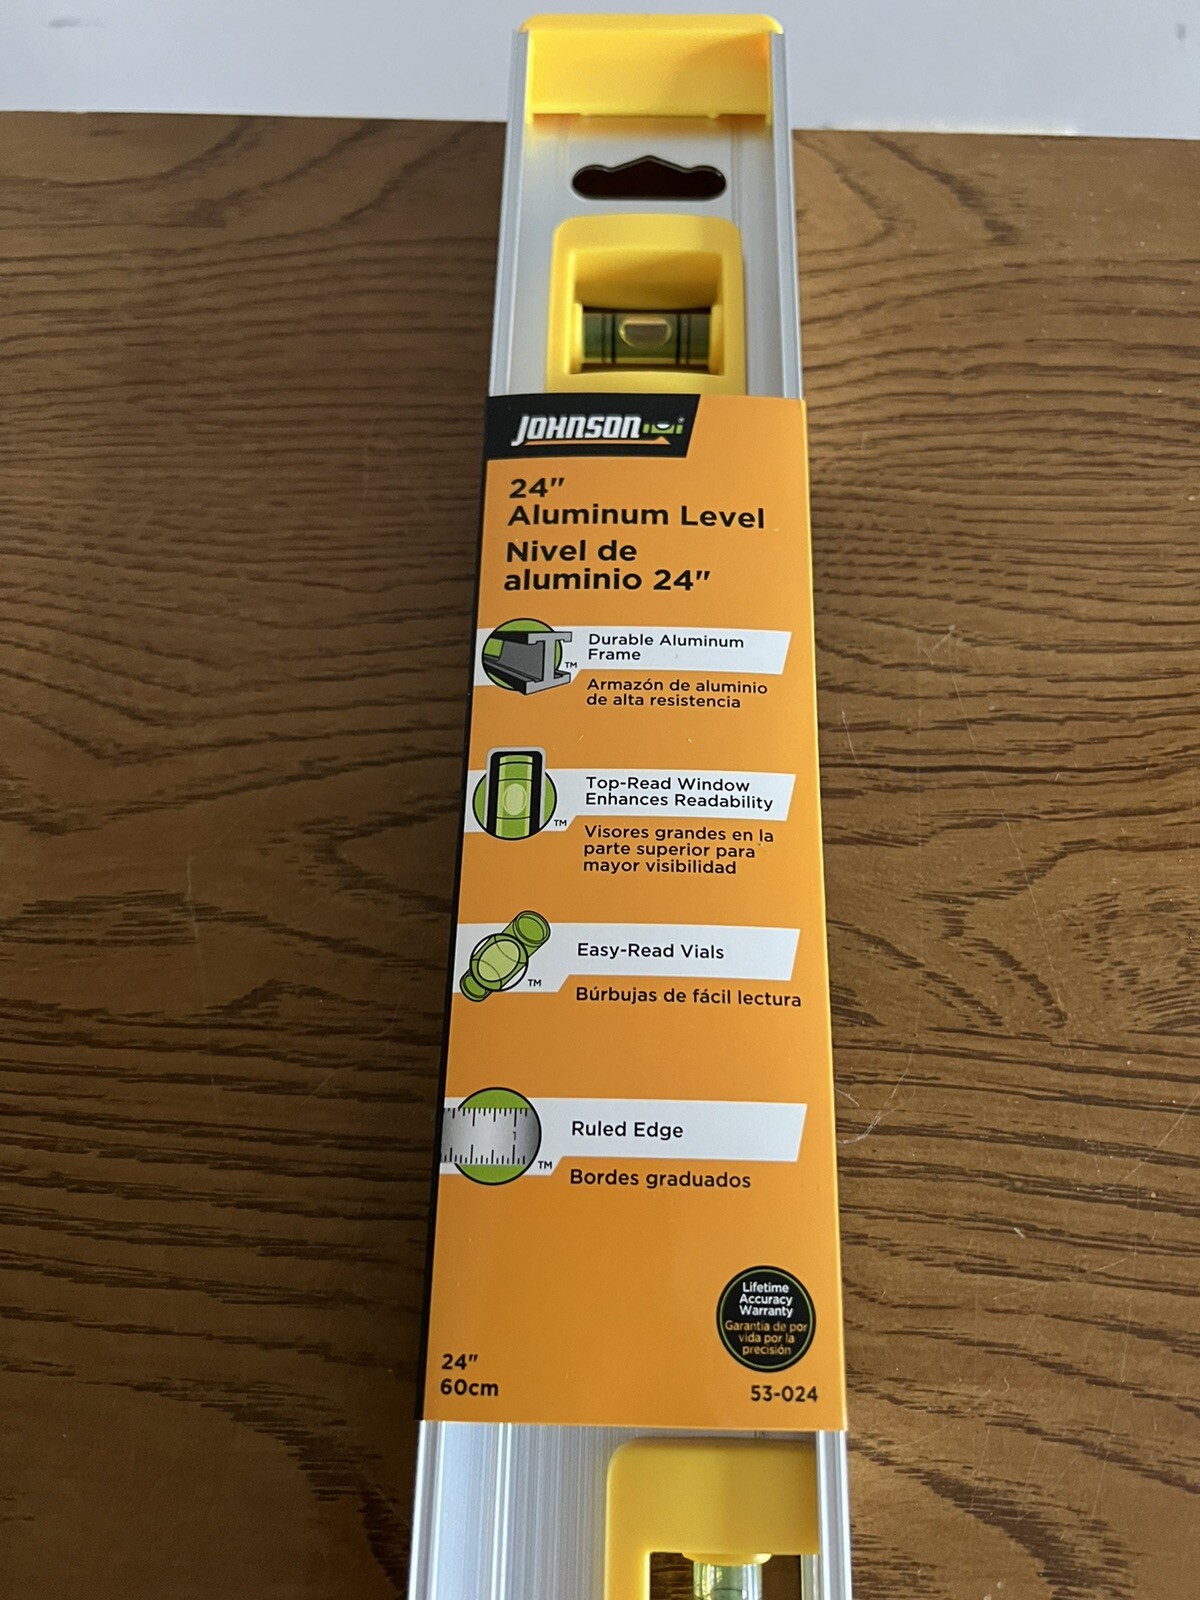 JOHNSON
24"
Aluminum Level
Nivel de
aluminio 24"
Durable Aluminum
Frame
TM
Armazón de aluminio
de alta resistencia
Top-Read Window
Enhances Readability
TM
Visores grandes en la
parte superior para
mayor visibilidad
Easy-Read Vials
TM
Búrbujas de fácil lectura
Ruled Edge
TM
Bordes graduados
Lifetime
Accuracy
Warranty
Garantía de por
vida por la
precisión
24"
60cm
53-024